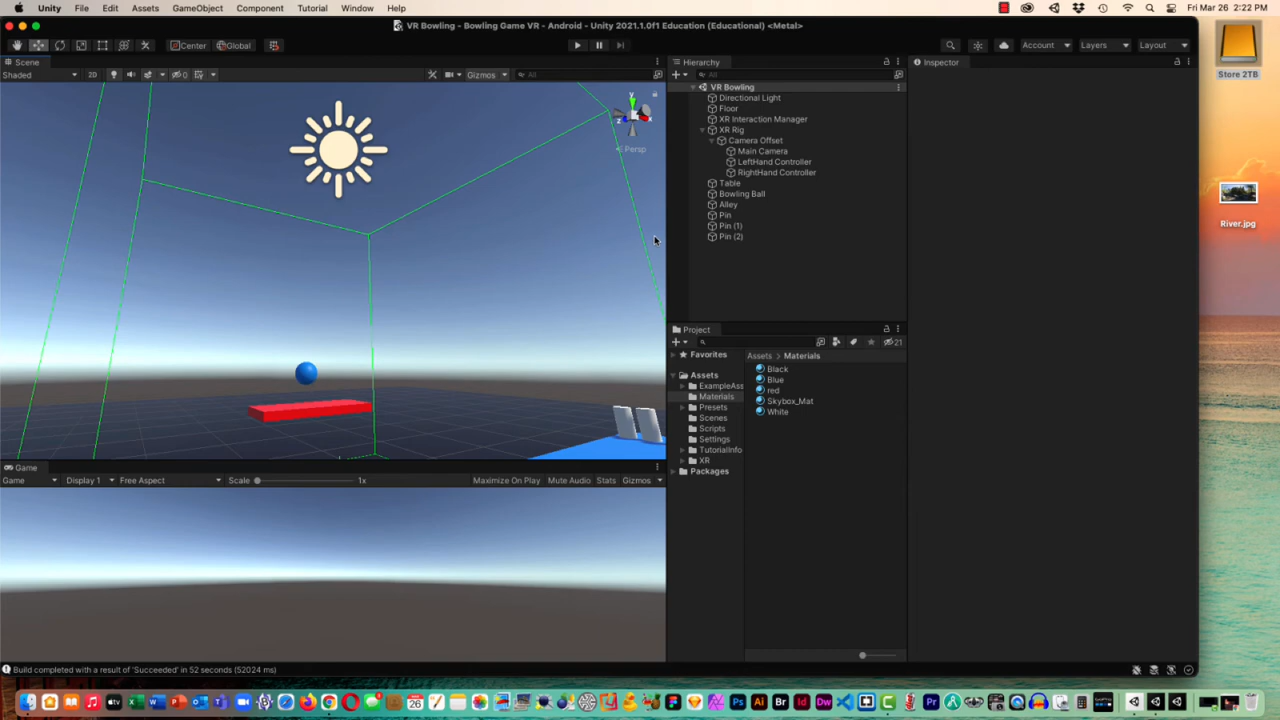 Unity File Edit Assets GameObject Component Tutorial Window Help Fri Mar 26 2:22 PM
VR Bowling - Bowling Game VR - Android - Unity 2021.1.0f1 Education (Educational) <Metal>
Center Global Account Layers Layout
Scene
Shaded 2D 0 Gizmos All
y
x
z
Persp
Hierarchy
All
VR Bowling
Directional Light
Floor
XR Interaction Manager
XR Rig
Camera Offset
Main Camera
LeftHand Controller
RightHand Controller
Table
Bowling Ball
Alley
Pin
Pin (1)
Pin (2)
Inspector
Store 2TB
River.jpg
Project
21
Favorites
Assets
ExampleAss
Materials
Presets
Scenes
Scripts
Settings
TutorialInfo
XR
Packages
Assets > Materials
Black
Blue
red
Skybox_Mat
White
Game
Game Display 1 Free Aspect Scale 1x Maximize On Play Mute Audio Stats Gizmos
Build completed with a result of 'Succeeded' in 52 seconds (52024 ms)